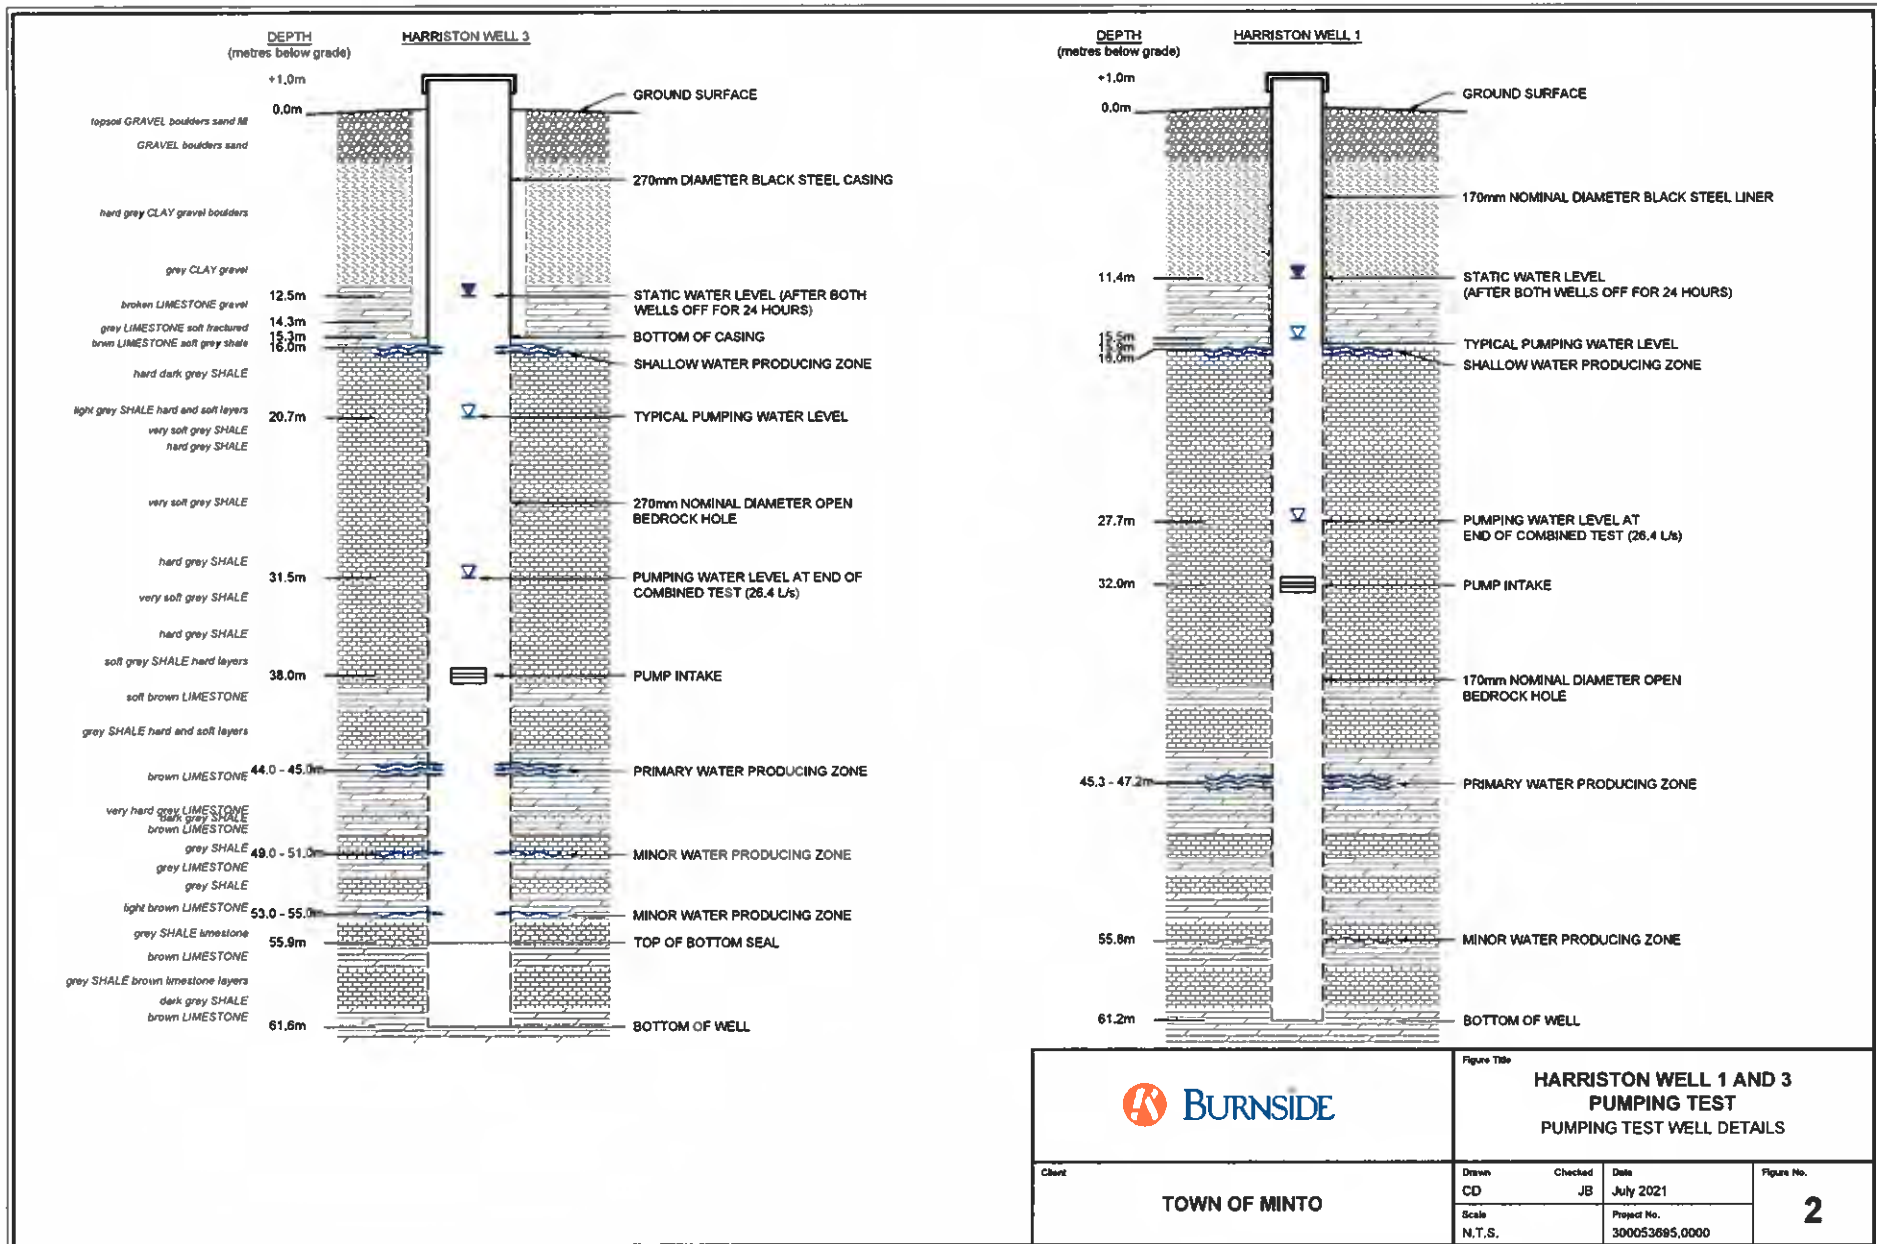 HARRISTON WELL 3
DEPTH
(metres below grade)
+1.0m
0.0m
topsoil GRAVEL boulders sand fill
GRAVEL boulders sand
hard grey CLAY gravel boulders
grey CLAY gravel
12.5m
broken LIMESTONE gravel
14.3m
grey LIMESTONE soft fractured
15.3m
brwn LIMESTONE soft grey shale
16.0m
hard dark grey SHALE
light grey SHALE hard and soft layers
20.7m
very soft grey SHALE
hard grey SHALE
very soft grey SHALE
hard grey SHALE
31.5m
very soft grey SHALE
hard grey SHALE
soft grey SHALE hard layers
38.0m
soft brown LIMESTONE
grey SHALE hard and soft layers
brown LIMESTONE
44.0 - 45.0m
very hard grey LIMESTONE
dark grey SHALE
brown LIMESTONE
grey SHALE
49.0 - 51.0m
grey LIMESTONE
grey SHALE
light brown LIMESTONE
53.0 - 55.0m
grey SHALE limestone
55.9m
brown LIMESTONE
grey SHALE brown limestone layers
dark grey SHALE
brown LIMESTONE
61.6m
GROUND SURFACE
270mm DIAMETER BLACK STEEL CASING
STATIC WATER LEVEL (AFTER BOTH
WELLS OFF FOR 24 HOURS)
BOTTOM OF CASING
SHALLOW WATER PRODUCING ZONE
TYPICAL PUMPING WATER LEVEL
270mm NOMINAL DIAMETER OPEN
BEDROCK HOLE
PUMPING WATER LEVEL AT END OF
COMBINED TEST (26.4 L/s)
PUMP INTAKE
PRIMARY WATER PRODUCING ZONE
MINOR WATER PRODUCING ZONE
MINOR WATER PRODUCING ZONE
TOP OF BOTTOM SEAL
BOTTOM OF WELL
HARRISTON WELL 1
DEPTH
(metres below grade)
+1.0m
0.0m
11.4m
15.5m
16.0m
27.7m
32.0m
45.3 - 47.2m
55.8m
61.2m
GROUND SURFACE
170mm NOMINAL DIAMETER BLACK STEEL LINER
STATIC WATER LEVEL
(AFTER BOTH WELLS OFF FOR 24 HOURS)
TYPICAL PUMPING WATER LEVEL
SHALLOW WATER PRODUCING ZONE
PUMPING WATER LEVEL AT
END OF COMBINED TEST (26.4 L/s)
PUMP INTAKE
170mm NOMINAL DIAMETER OPEN
BEDROCK HOLE
PRIMARY WATER PRODUCING ZONE
MINOR WATER PRODUCING ZONE
BOTTOM OF WELL
BURNSIDE
Figure Title
HARRISTON WELL 1 AND 3
PUMPING TEST
PUMPING TEST WELL DETAILS
Client
TOWN OF MINTO
Drawn
CD
Checked
JB
Date
July 2021
Figure No.
2
Scale
N.T.S.
Project No.
300053695.0000